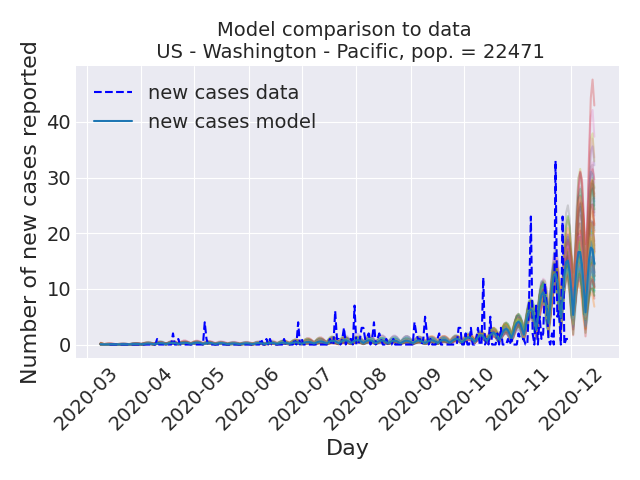 Model comparison to data
US - Washington - Pacific, pop. = 22471
Number of new cases reported
new cases data
new cases model
40
30
20
10
0
2020-03
2020-04
2020-05
2020-06
2020-07
2020-08
2020-09
2020-10
2020-11
2020-12
Day